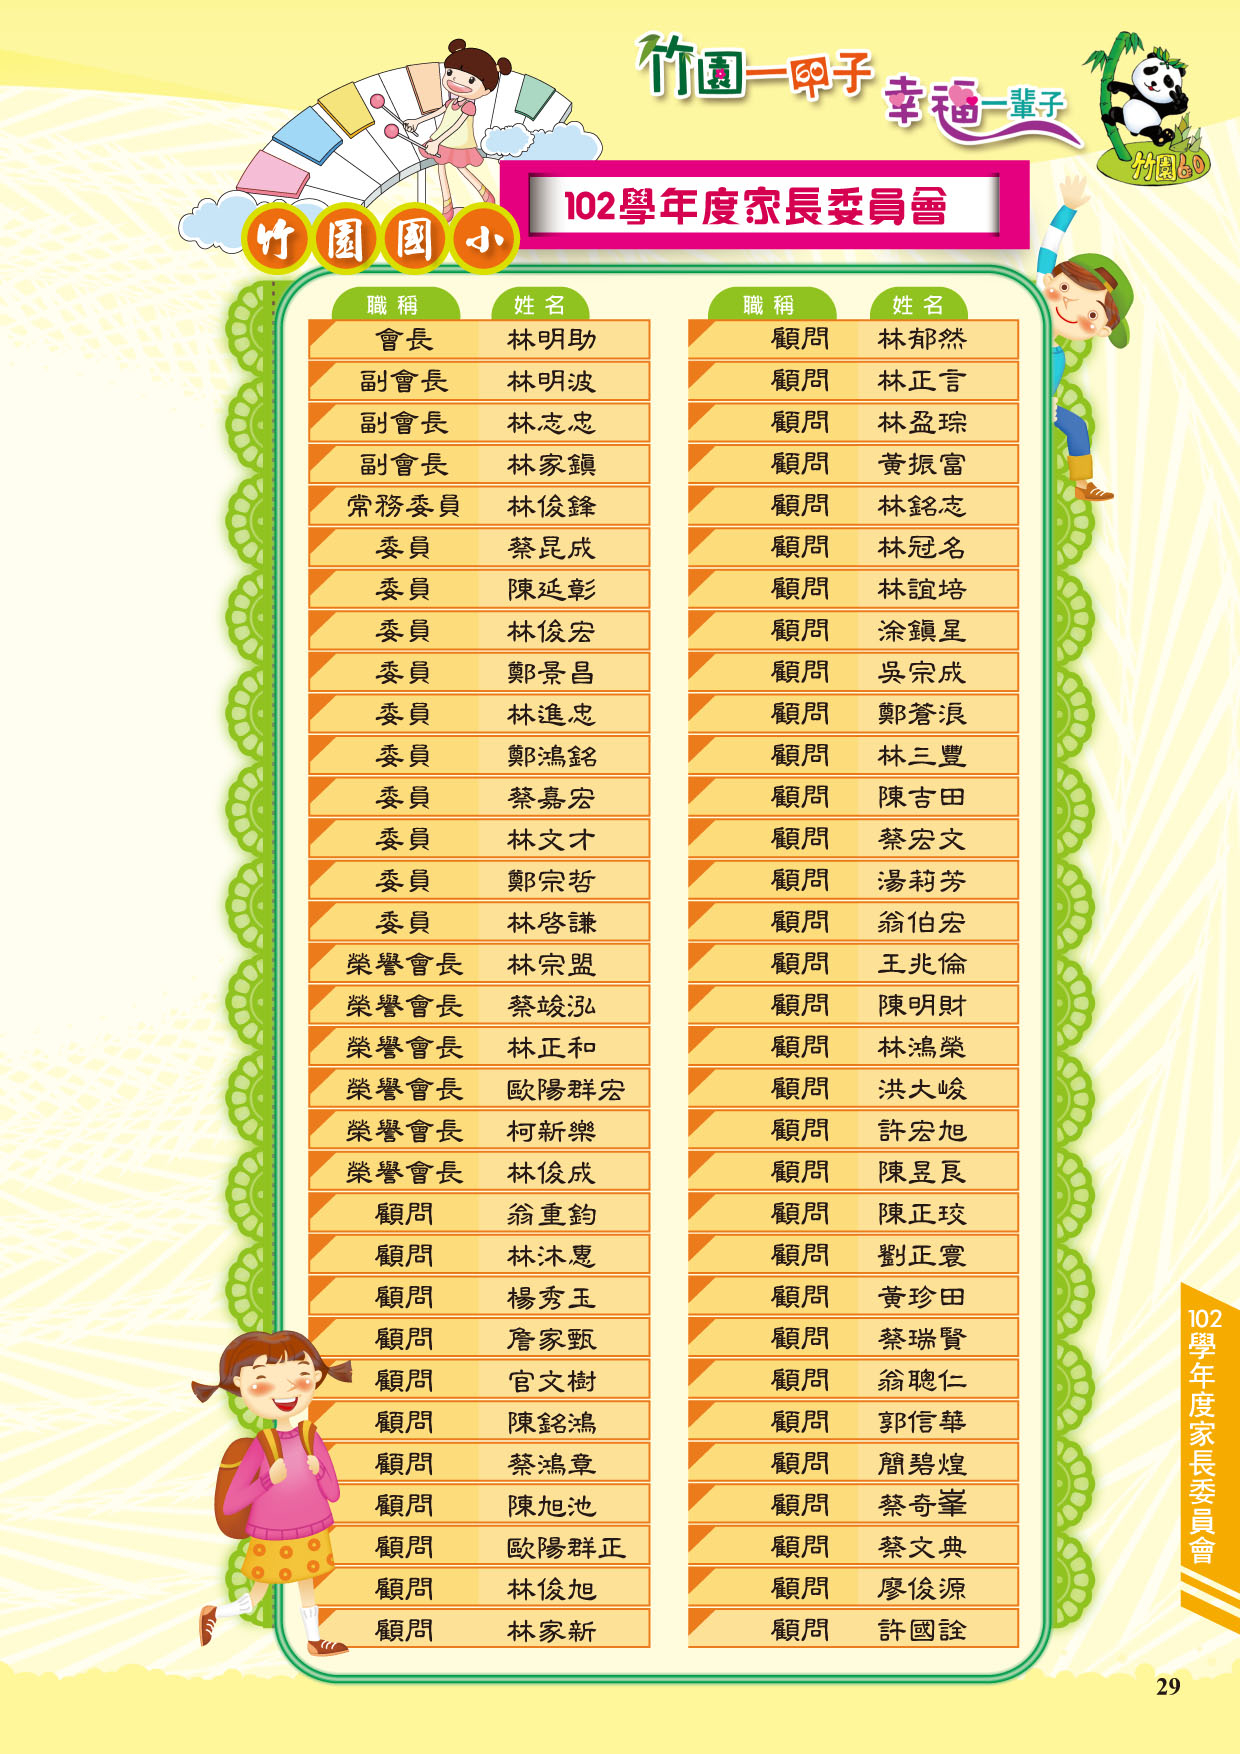 竹園一甲子
幸福一輩子
竹園60
102學年度家長委員會
竹園國小
職稱 姓名
會長 林明助
副會長 林明波
副會長 林志忠
副會長 林家鎮
常務委員 林俊鋒
委員 蔡昆成
委員 陳延彰
委員 林俊宏
委員 鄭景昌
委員 林進忠
委員 鄭鴻銘
委員 蔡嘉宏
委員 林文才
委員 鄭宗哲
委員 林啓謙
榮譽會長 林宗盟
榮譽會長 蔡竣泓
榮譽會長 林正和
榮譽會長 歐陽群宏
榮譽會長 柯新樂
榮譽會長 林俊成
顧問 翁重鈞
顧問 林沐惠
顧問 楊秀玉
顧問 詹家甄
顧問 官文樹
顧問 陳銘鴻
顧問 蔡鴻章
顧問 陳旭池
顧問 歐陽群正
顧問 林俊旭
顧問 林家新
職稱 姓名
顧問 林郁然
顧問 林正言
顧問 林盈琮
顧問 黃振富
顧問 林銘志
顧問 林冠名
顧問 林誼培
顧問 涂鎮星
顧問 吳宗成
顧問 鄭蒼浪
顧問 林三豐
顧問 陳吉田
顧問 蔡宏文
顧問 湯莉芳
顧問 翁伯宏
顧問 王兆倫
顧問 陳明財
顧問 林鴻榮
顧問 洪大峻
顧問 許宏旭
顧問 陳昱良
顧問 陳正珓
顧問 劉正寰
顧問 黃珍田
顧問 蔡瑞賢
顧問 翁聰仁
顧問 郭信華
顧問 簡碧煌
顧問 蔡奇峯
顧問 蔡文典
顧問 廖俊源
顧問 許國詮
102學年度家長委員會
29